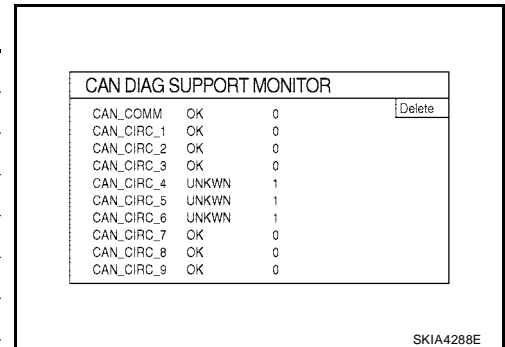 CAN DIAG SUPPORT MONITOR
Delete
CAN_COMM OK 0
CAN_CIRC_1 OK 0
CAN_CIRC_2 OK 0
CAN_CIRC_3 OK 0
CAN_CIRC_4 UNKWN 1
CAN_CIRC_5 UNKWN 1
CAN_CIRC_6 UNKWN 1
CAN_CIRC_7 OK 0
CAN_CIRC_8 OK 0
CAN_CIRC_9 OK 0
SKIA4288E